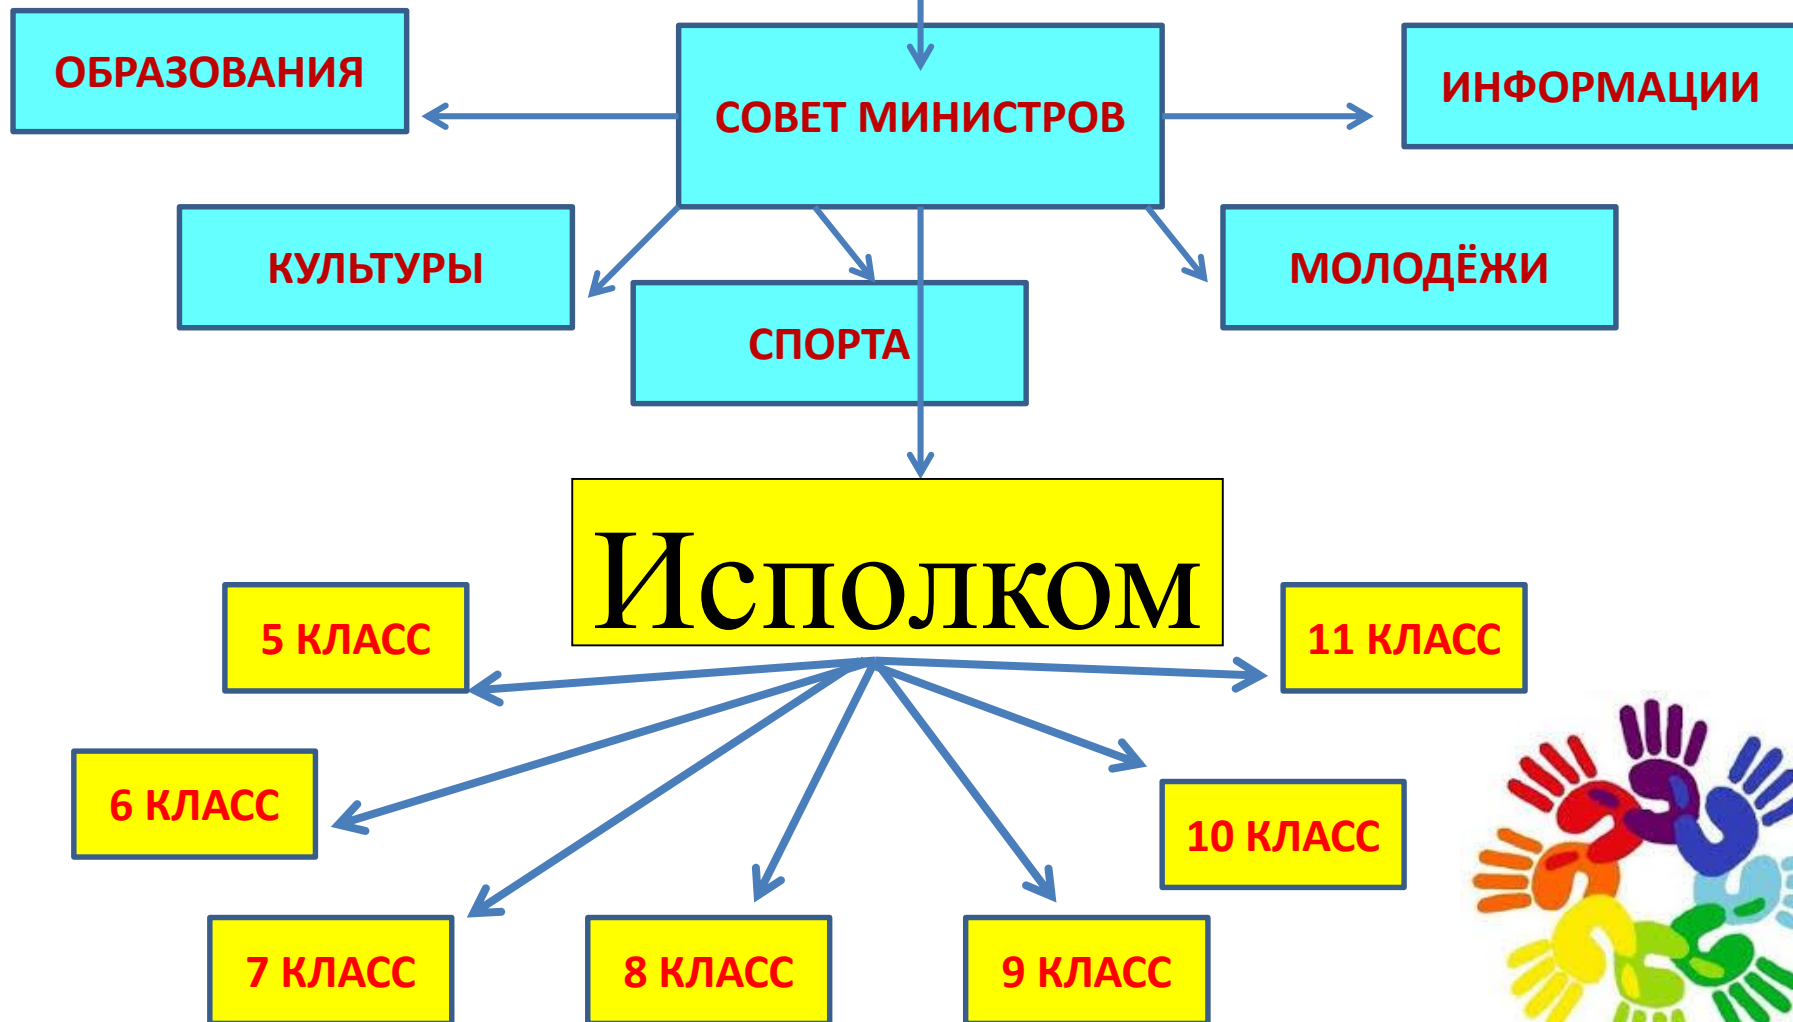 ОБРАЗОВАНИЯ
СОВЕТ МИНИСТРОВ
ИНФОРМАЦИИ
КУЛЬТУРЫ
МОЛОДЁЖИ
СПОРТА
Исполком
5 КЛАСС
11 КЛАСС
6 КЛАСС
10 КЛАСС
7 КЛАСС
8 КЛАСС
9 КЛАСС